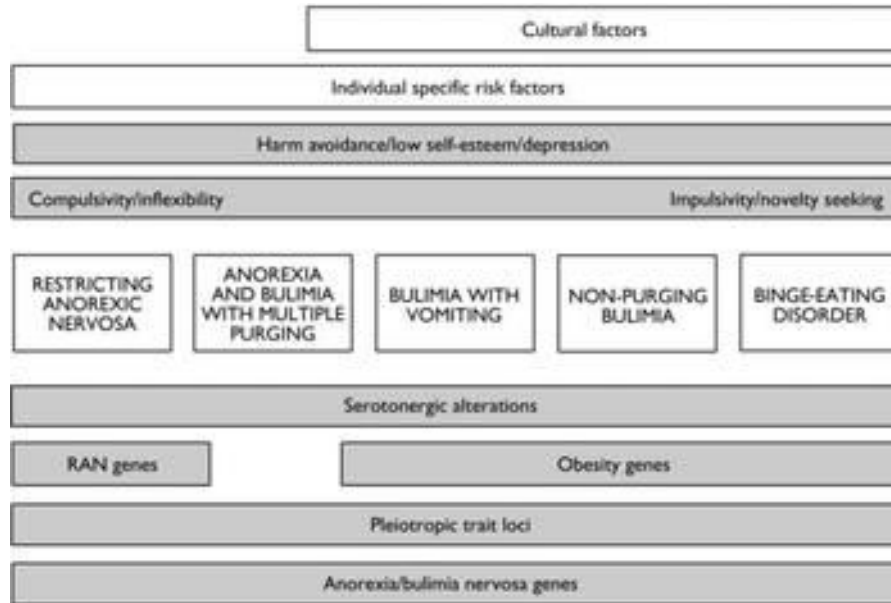 Cultural factors
Individual specific risk factors
Harm avoidance/low self-esteem/depression
Compulsivity/inflexibility Impulsivity/novelty seeking
RESTRICTING
ANOREXIC
NERVOSA
ANOREXIA
AND BULIMIA
WITH MULTIPLE
PURGING
BULIMIA WITH
VOMITING
NON-PURGING
BULIMIA
BINGE-EATING
DISORDER
Serotonergic alterations
RAN genes Obesity genes
Pleiotropic trait loci
Anorexia/bulimia nervosa genes